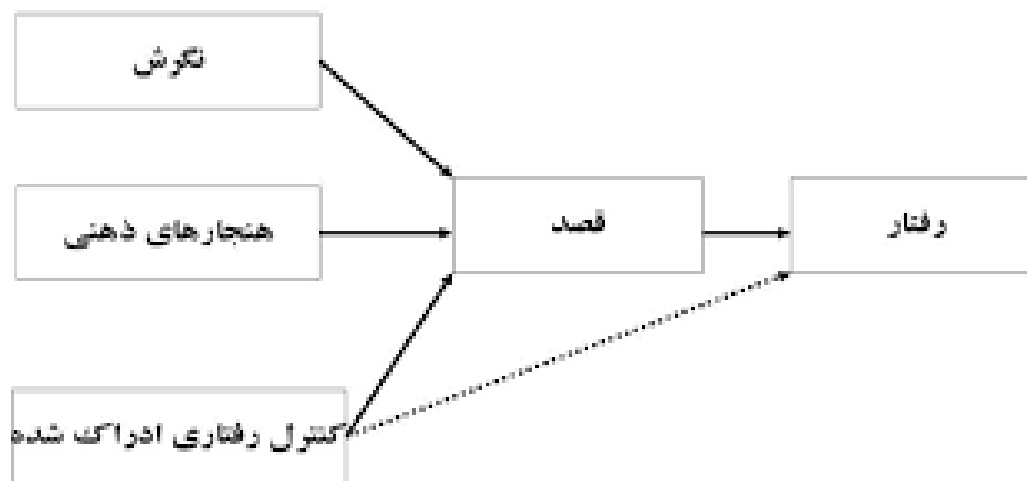 نگرش
هنجارهای ذهنی
قصد
رفتار
کنترل رفتاری ادراک شده